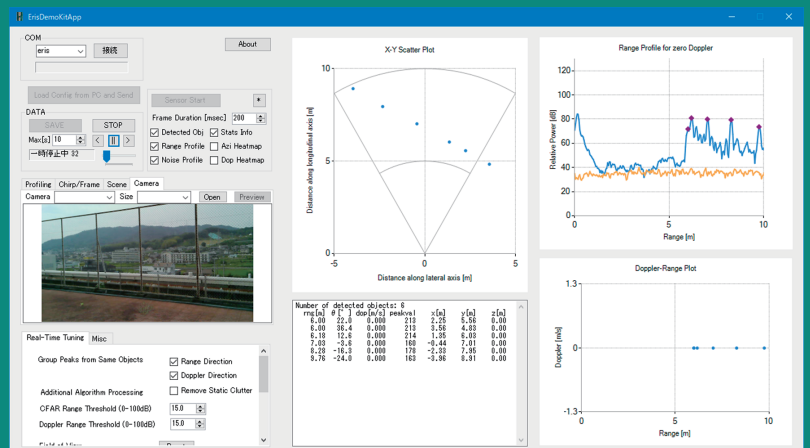 ErisDemoKitApp
COM
eris
接続
About
Load Config from PC and Send
DATA
SAVE
STOP
Max[s] 10
<
>
一時停止中 32
Sensor Start
*
Frame Duration [msec] 200
Detected Obj
Stats Info
Range Profile
Azi Heatmap
Noise Profile
Dop Heatmap
Profiling
Chirp/Frame
Scene
Camera
Camera
Size
Open
Preview
Real-Time Tuning
Misc
Group Peaks from Same Objects
Range Direction
Doppler Direction
Additional Algorithm Processing
Remove Static Clutter
CFAR Range Threshold (0-100dB)
15.0
Doppler Range Threshold (0-100dB)
15.0
X-Y Scatter Plot
Distance along longitudinal axis [m]
10
5
0
-5
0
5
Distance along lateral axis [m]
Number of detected objects: 6
rng[m] θ[°] dop[m/s] peakval x[m] y[m] z[m]
6.00 22.0 0.000 213 2.25 5.56 0.00
6.00 36.4 0.000 213 3.56 4.83 0.00
6.18 12.6 0.000 214 1.35 6.03 0.00
7.03 -3.6 0.000 160 -0.44 7.01 0.00
8.28 -16.3 0.000 178 -2.33 7.95 0.00
9.76 -24.0 0.000 163 -3.96 8.91 0.00
Range Profile for zero Doppler
Relative Power [dB]
120
100
80
60
40
20
0
0
5
10
Range [m]
Doppler-Range Plot
Doppler [m/s]
1.3
0
-1.3
0
5
10
Range [m]